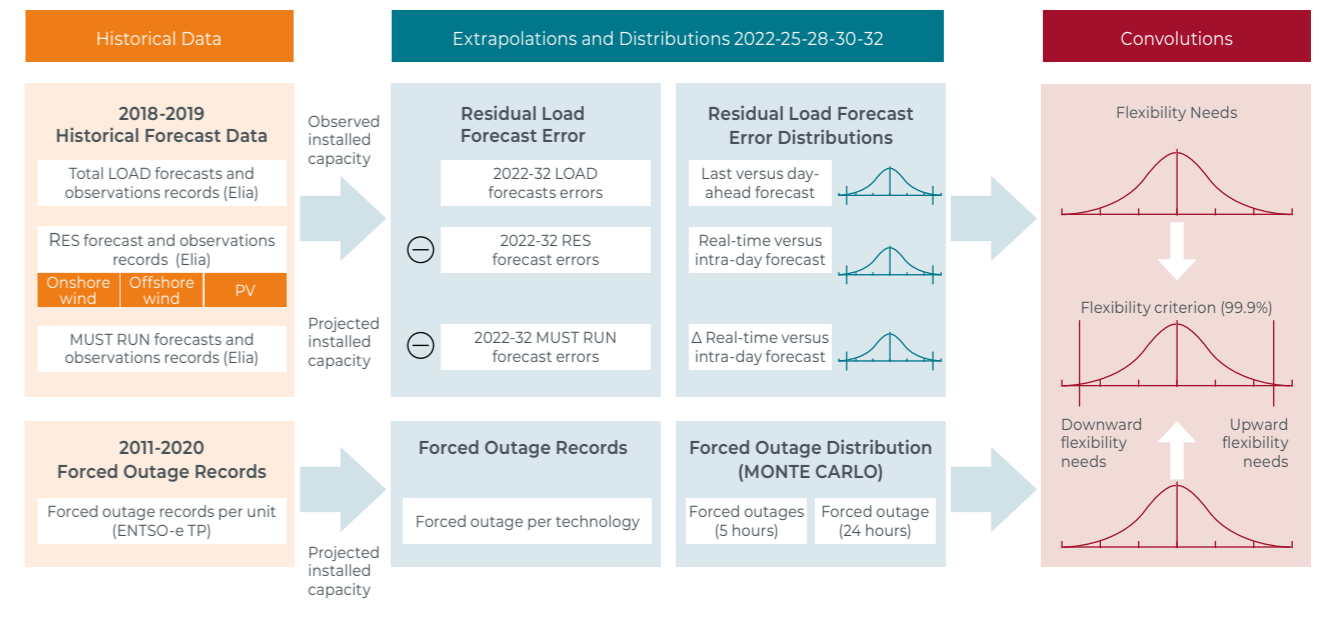 Historical Data
Extrapolations and Distributions 2022-25-28-30-32
Convolutions
2018-2019
Historical Forecast Data
Total LOAD forecasts and
observations records (Elia)
RES forecast and observations
records (Elia)
Onshore
wind
Offshore
wind
PV
MUST RUN forecasts and
observations records (Elia)
Observed
installed
capacity
Projected
installed
capacity
Residual Load
Forecast Error
2022-32 LOAD
forecasts errors
2022-32 RES
forecast errors
2022-32 MUST RUN
forecast errors
Residual Load Forecast
Error Distributions
Last versus day-
ahead forecast
Real-time versus
intra-day forecast
Δ Real-time versus
intra-day forecast
Flexibility Needs
Flexibility criterion (99.9%)
Downward
flexibility
needs
Upward
flexibility
needs
2011-2020
Forced Outage Records
Forced outage records per unit
(ENTSO-e TP)
Projected
installed
capacity
Forced Outage Records
Forced outage per technology
Forced Outage Distribution
(MONTE CARLO)
Forced outages
(5 hours)
Forced outage
(24 hours)